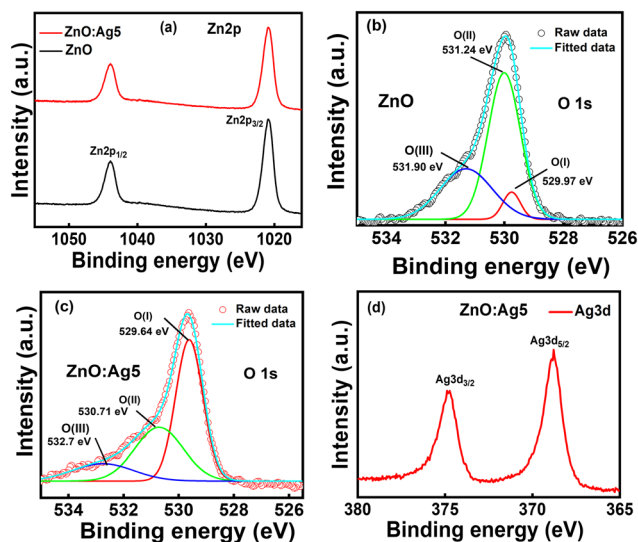 ZnO:Ag5
ZnO
(a)
Zn2p
Zn2p1/2
Zn2p3/2
Intensity (a.u.)
1050 1040 1030 1020
Binding energy (eV)
(b)
O(II)
531.24 eV
Raw data
Fitted data
ZnO
O 1s
O(III)
531.90 eV
O(I)
529.97 eV
Intensity (a.u.)
534 532 530 528 526
Binding energy (eV)
(c)
O(I)
529.64 eV
Raw data
Fitted data
ZnO:Ag5
O 1s
O(II)
530.71 eV
O(III)
532.7 eV
Intensity (a.u.)
534 532 530 528 526
Binding energy (eV)
(d)
ZnO:Ag5
Ag3d
Ag3d5/2
Ag3d3/2
Intensity (a.u.)
380 375 370 365
Binding energy (eV)